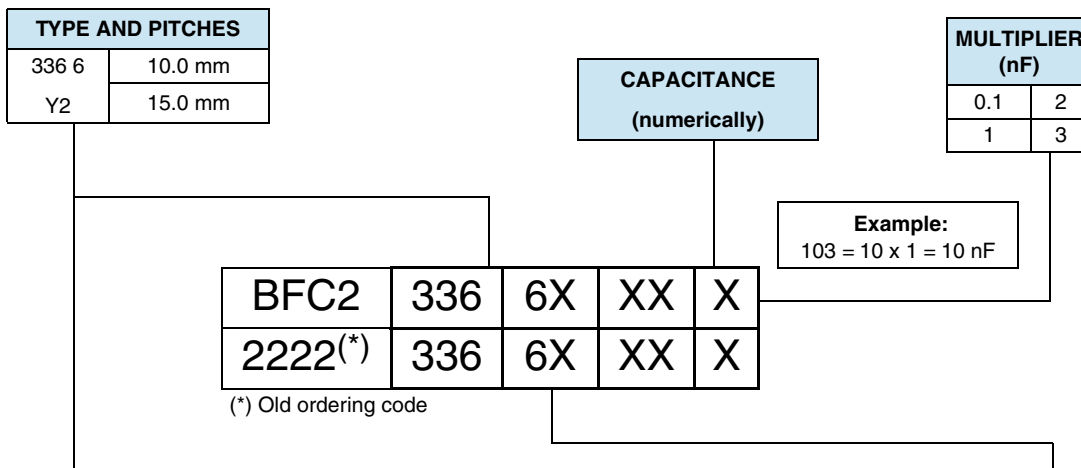 TYPE AND PITCHES
336 6 10.0 mm
Y2 15.0 mm
CAPACITANCE
(numerically)
MULTIPLIER
(nF)
0.1 2
1 3
Example:
103 = 10 x 1 = 10 nF
BFC2 336 6X XX X
2222(*) 336 6X XX X
(*) Old ordering code